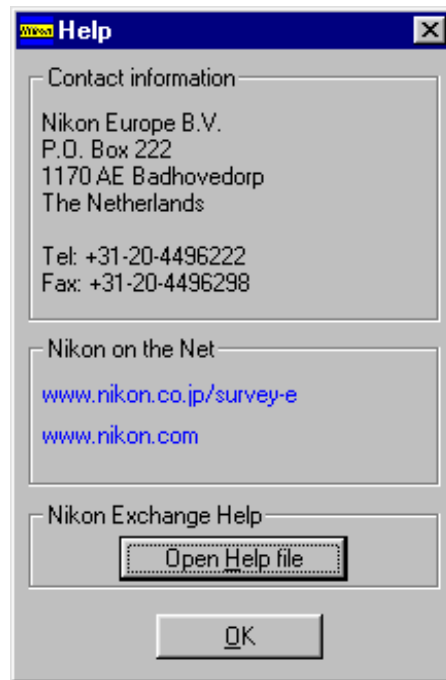 Nikon Help
Contact information
Nikon Europe B.V.
P.O. Box 222
1170 AE Badhovedorp
The Netherlands
Tel: +31-20-4496222
Fax: +31-20-4496298
Nikon on the Net
www.nikon.co.jp/survey-e
www.nikon.com
Nikon Exchange Help
Open Help file
OK